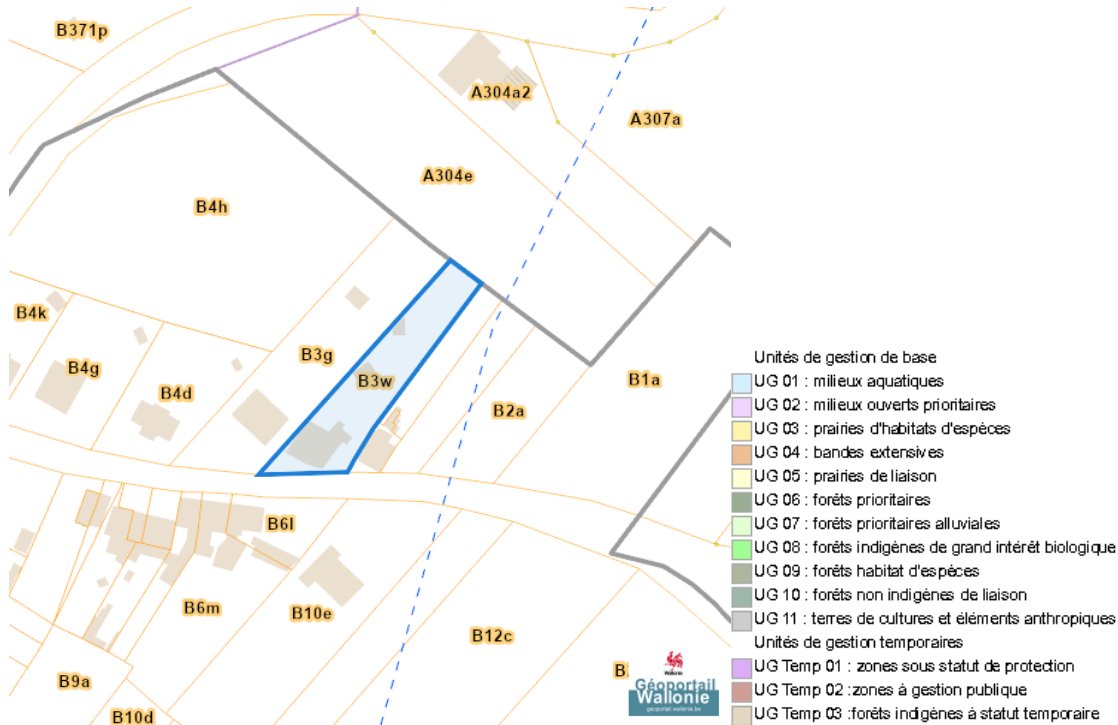 B371p
A304a2
A307a
A304e
B4h
B4k
B3g
B4g
B3w
B1a
B4d
B2a
B6l
B6m
B10e
B12c
B9a
B10d
B.
Wallonie
Géoportail
Wallonie
geoportail.wallonie.be
Unités de gestion de base
UG 01 : milieux aquatiques
UG 02 : milieux ouverts prioritaires
UG 03 : prairies d'habitats d'espèces
UG 04 : bandes extensives
UG 05 : prairies de liaison
UG 06 : forêts prioritaires
UG 07 : forêts prioritaires alluviales
UG 08 : forêts indigènes de grand intérêt biologique
UG 09 : forêts habitat d'espèces
UG 10 : forêts non indigènes de liaison
UG 11 : terres de cultures et éléments anthropiques
Unités de gestion temporaires
UG Temp 01 : zones sous statut de protection
UG Temp 02 :zones à gestion publique
UG Temp 03 :forêts indigènes à statut temporaire